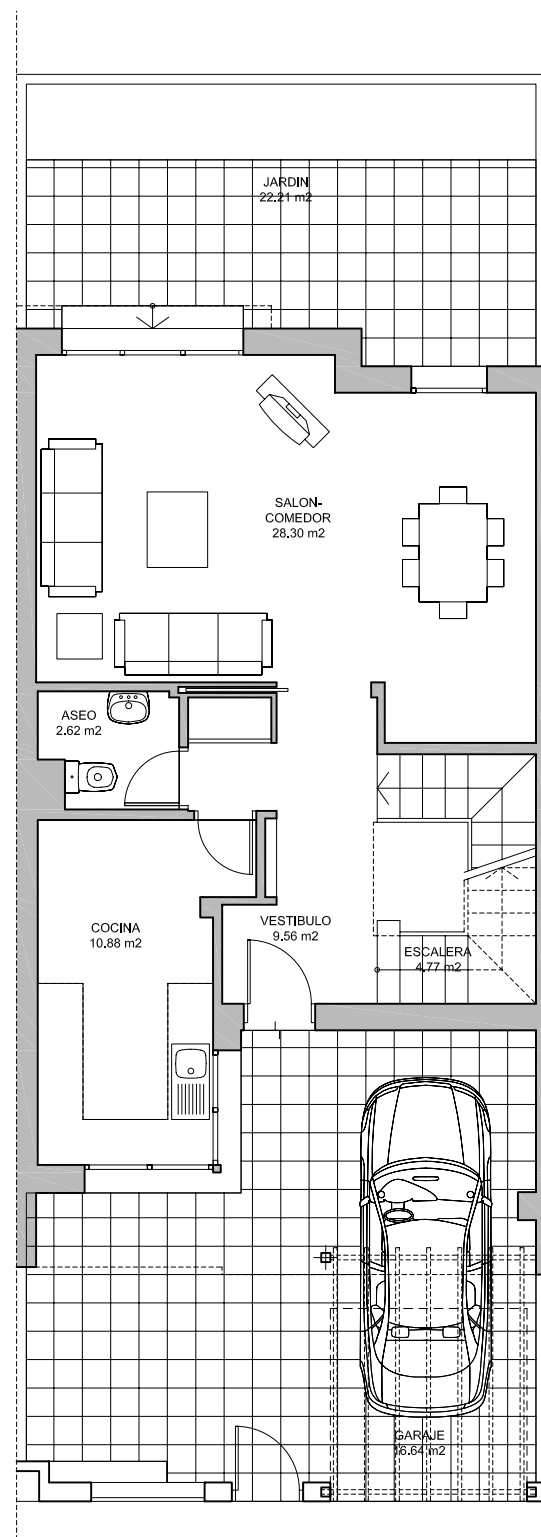 JARDIN
22.21 m2
SALON-
COMEDOR
28.30 m2
ASEO
2.62 m2
COCINA
10.88 m2
VESTIBULO
9.56 m2
ESCALERA
4.77 m2
GARAJE
16.64 m2